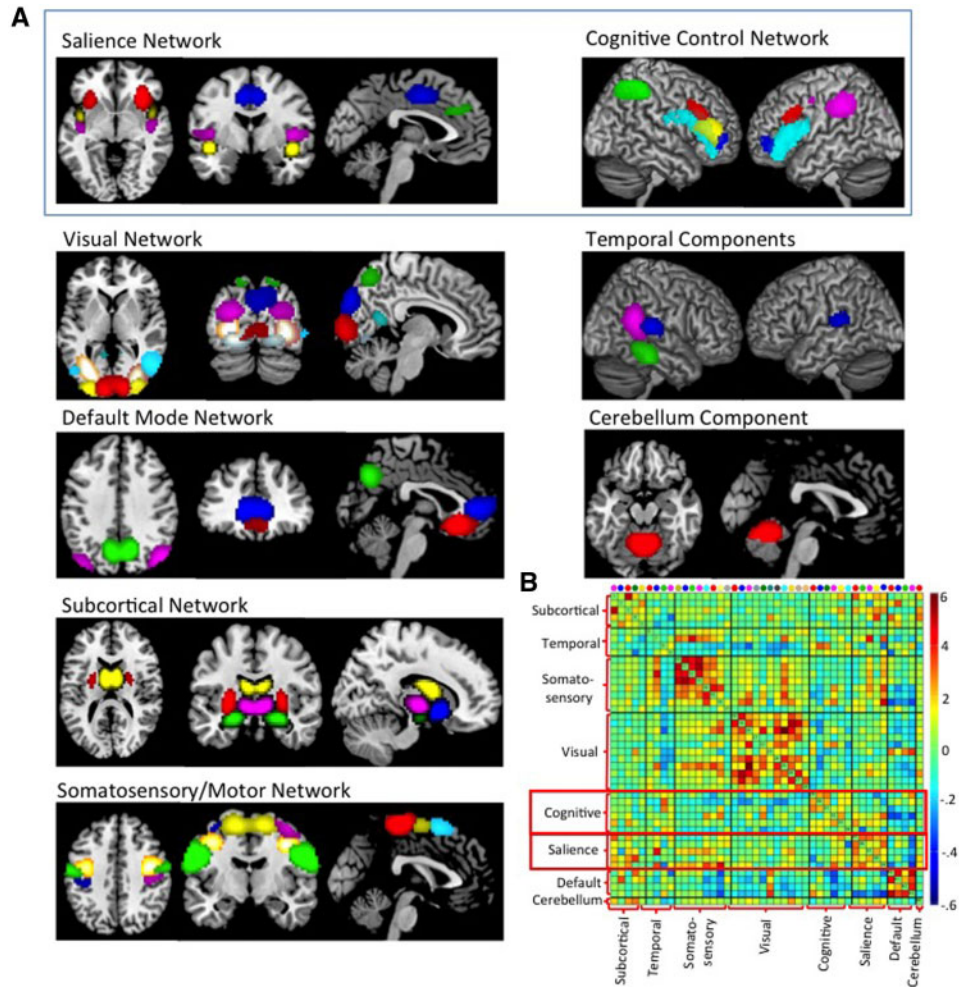 A
Salience Network
Cognitive Control Network
Visual Network
Temporal Components
Default Mode Network
Cerebellum Component
Subcortical Network
Somatosensory/Motor Network
B
Subcortical
Temporal
Somato-
sensory
Visual
Cognitive
Salience
Default
Cerebellum
6
4
2
0
-.2
-.4
-.6
Subcortical
Temporal
Somato-
sensory
Visual
Cognitive
Salience
Default
Cerebellum